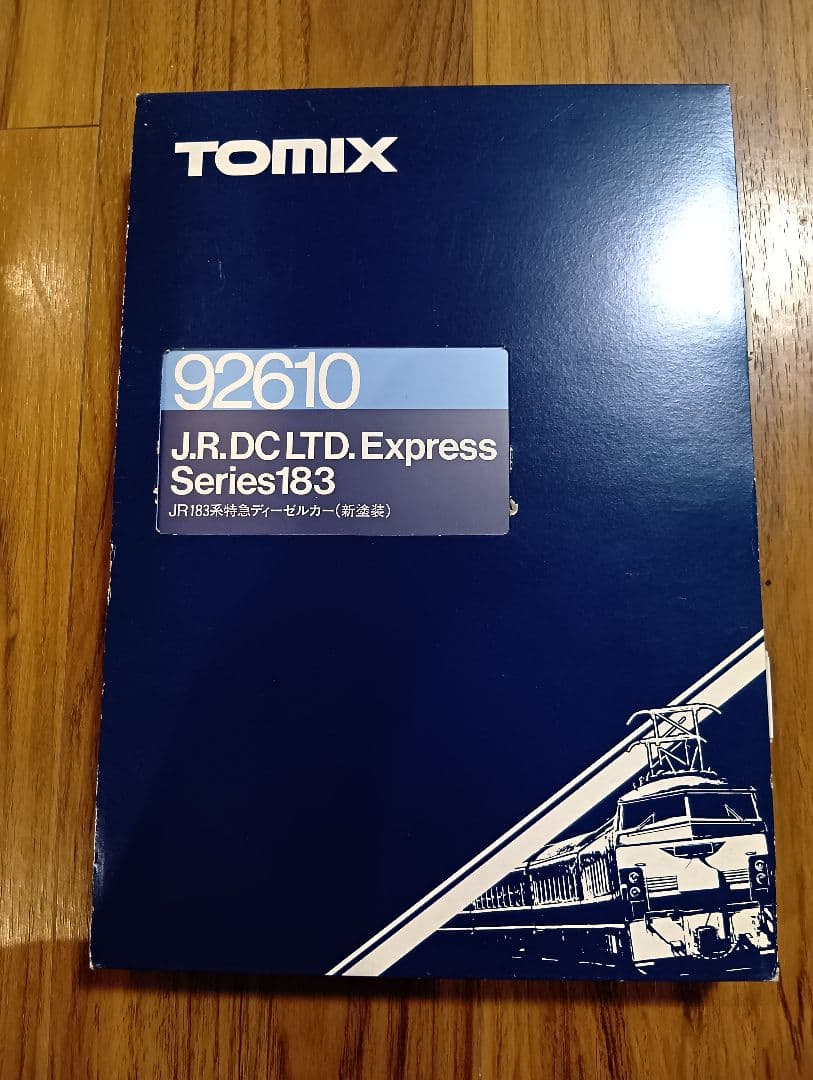 TOMIX
92610
J.R.DC LTD. Express
Series183
JR183系特急ディーゼルカー(新塗装)